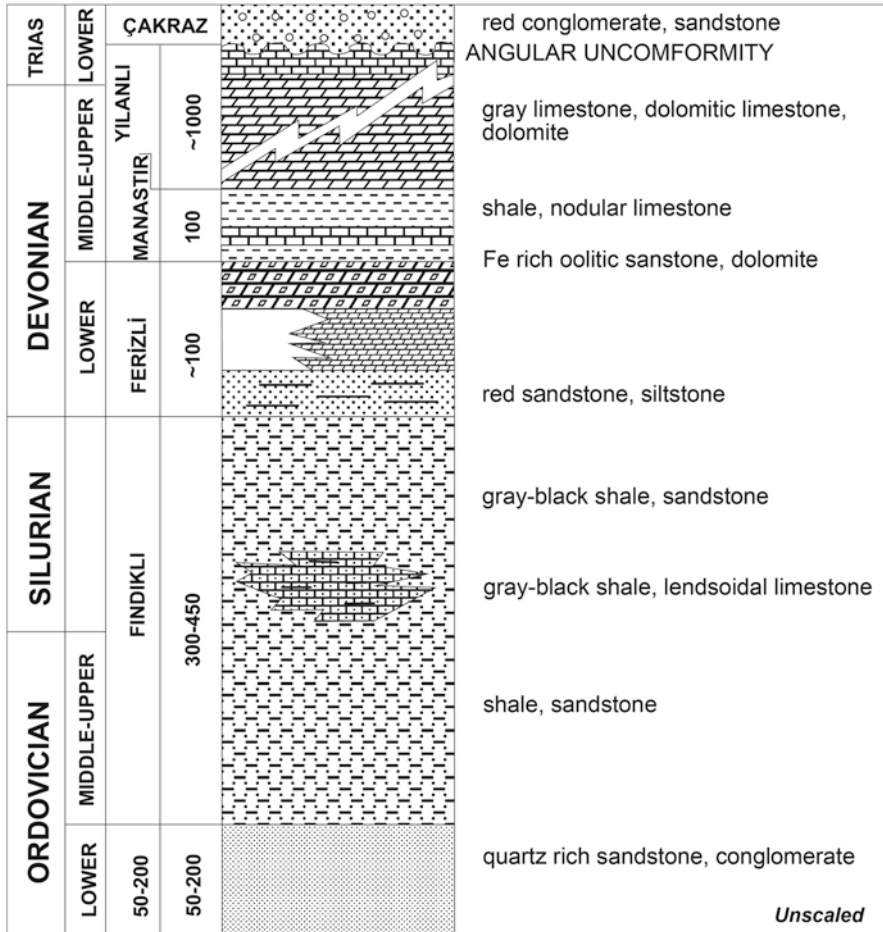 TRIAS
LOWER
ÇAKRAZ
red conglomerate, sandstone
ANGULAR UNCOMFORMITY
DEVONIAN
MIDDLE-UPPER
YILANLI
~1000
gray limestone, dolomitic limestone,
dolomite
MANASTIR
100
shale, nodular limestone
Fe rich oolitic sanstone, dolomite
LOWER
FERİZLİ
~100
red sandstone, siltstone
SILURIAN
FINDIKLI
300-450
gray-black shale, sandstone
gray-black shale, lendsoidal limestone
ORDOVICIAN
MIDDLE-UPPER
shale, sandstone
LOWER
50-200
50-200
quartz rich sandstone, conglomerate
Unscaled